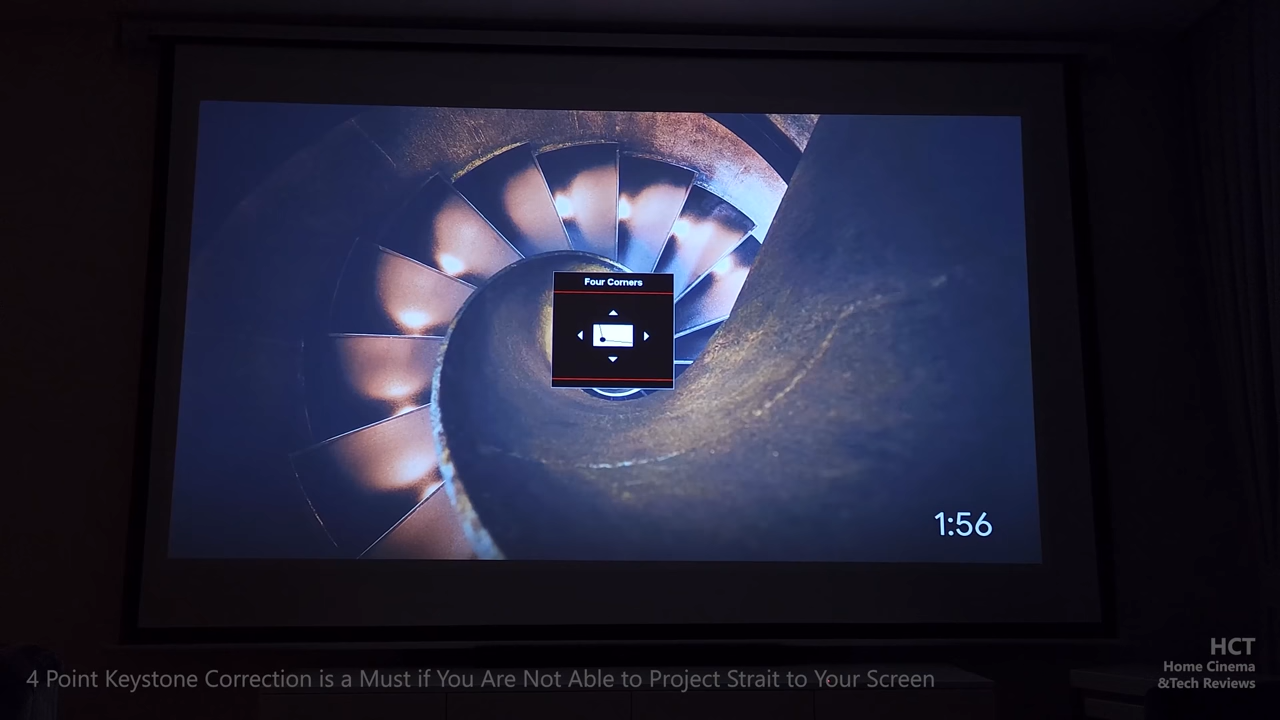 Four Corners
1:56
4 Point Keystone Correction is a Must if You Are Not Able to Project Strait to Your Screen
HCT
Home Cinema
&Tech Reviews